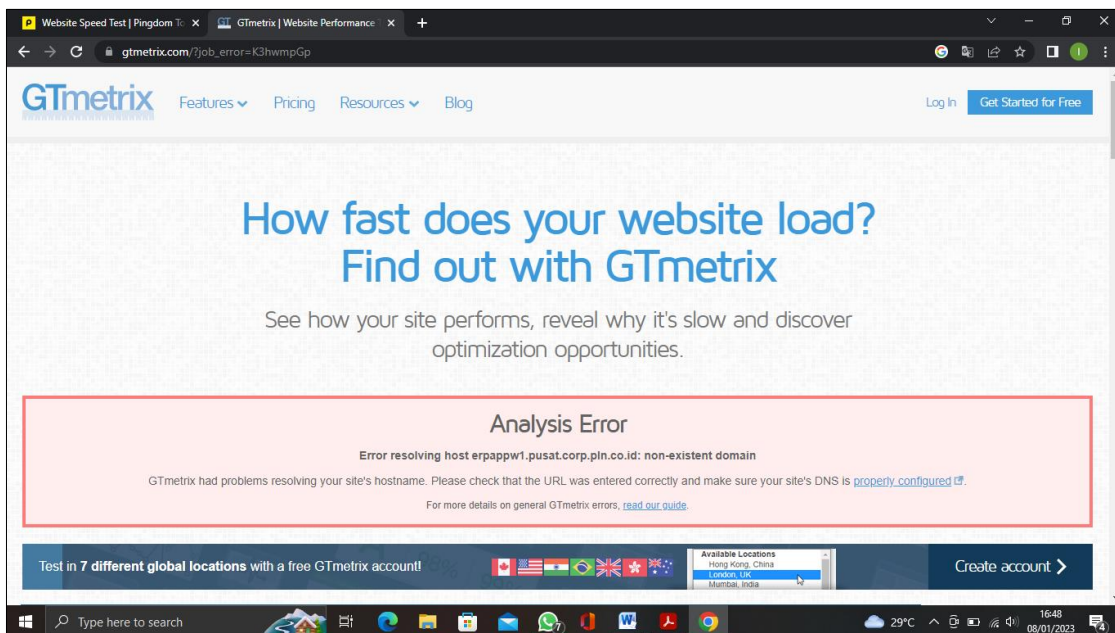 Website Speed Test | Pingdom To
GTmetrix | Website Performance T
gtmetrix.com/?job_error=K3hwmpGp
GTmetrix
Features
Pricing
Resources
Blog
Log In
Get Started for Free
How fast does your website load?
Find out with GTmetrix
See how your site performs, reveal why it's slow and discover
optimization opportunities.
Analysis Error
Error resolving host erpappw1.pusat.corp.pln.co.id: non-existent domain
GTmetrix had problems resolving your site's hostname. Please check that the URL was entered correctly and make sure your site's DNS is properly configured.
For more details on general GTmetrix errors, read our guide.
Test in 7 different global locations with a free GTmetrix account!
Available Locations
Hong Kong, China
London, UK
Mumbai, India
Create account
Type here to search
29°C
16:48
08/01/2023